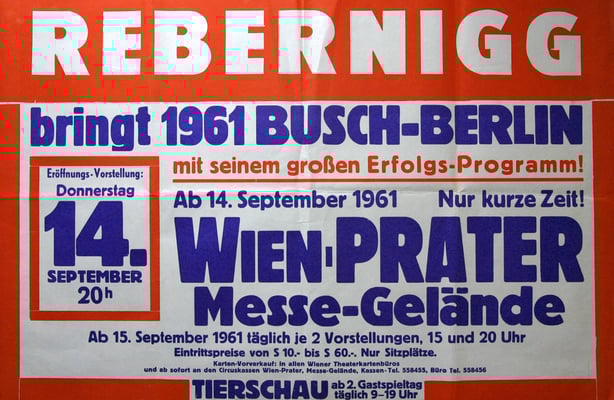 REBERNIGG
bringt 1961 BUSCH-BERLIN
mit seinem großen Erfolgs-Programm!
Eröffnungs-Vorstellung:
Donnerstag
14.
SEPTEMBER
20h
Ab 14. September 1961 Nur kurze Zeit!
WIEN-PRATER
Messe-Gelände
Ab 15. September 1961 täglich je 2 Vorstellungen, 15 und 20 Uhr
Eintrittspreise von S 10.- bis S 60.-. Nur Sitzplätze.
Karten-Vorverkauf: In allen Wiener Theaterkartenbüros
und ab sofort an den Circuskassen Wien-Prater, Messe-Gelände, Kassen-Tel. 558455, Büro Tel. 558456
TIERSCHAU ab 2. Gastspieltag
täglich 9-19 Uhr